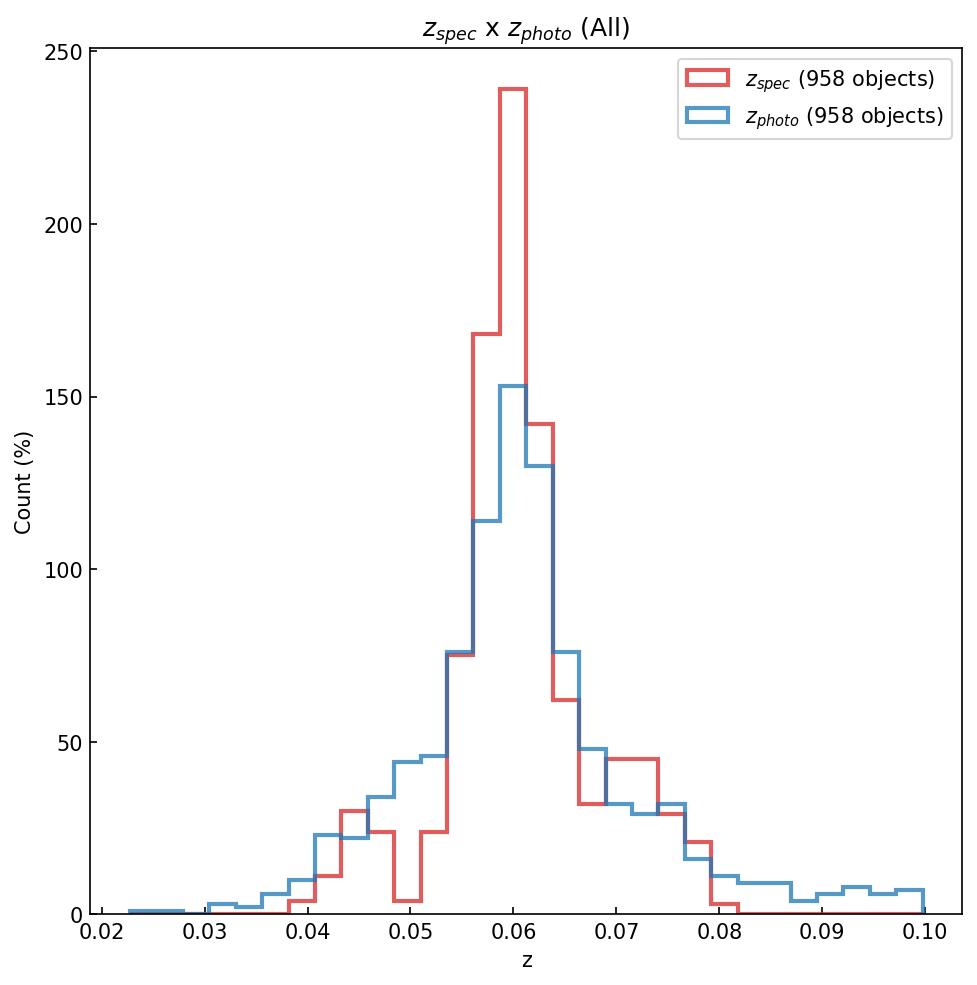 z_spec x z_photo (All)
z_spec (958 objects)
z_photo (958 objects)
250
200
150
100
50
0
Count (%)
0.02 0.03 0.04 0.05 0.06 0.07 0.08 0.09 0.10
z